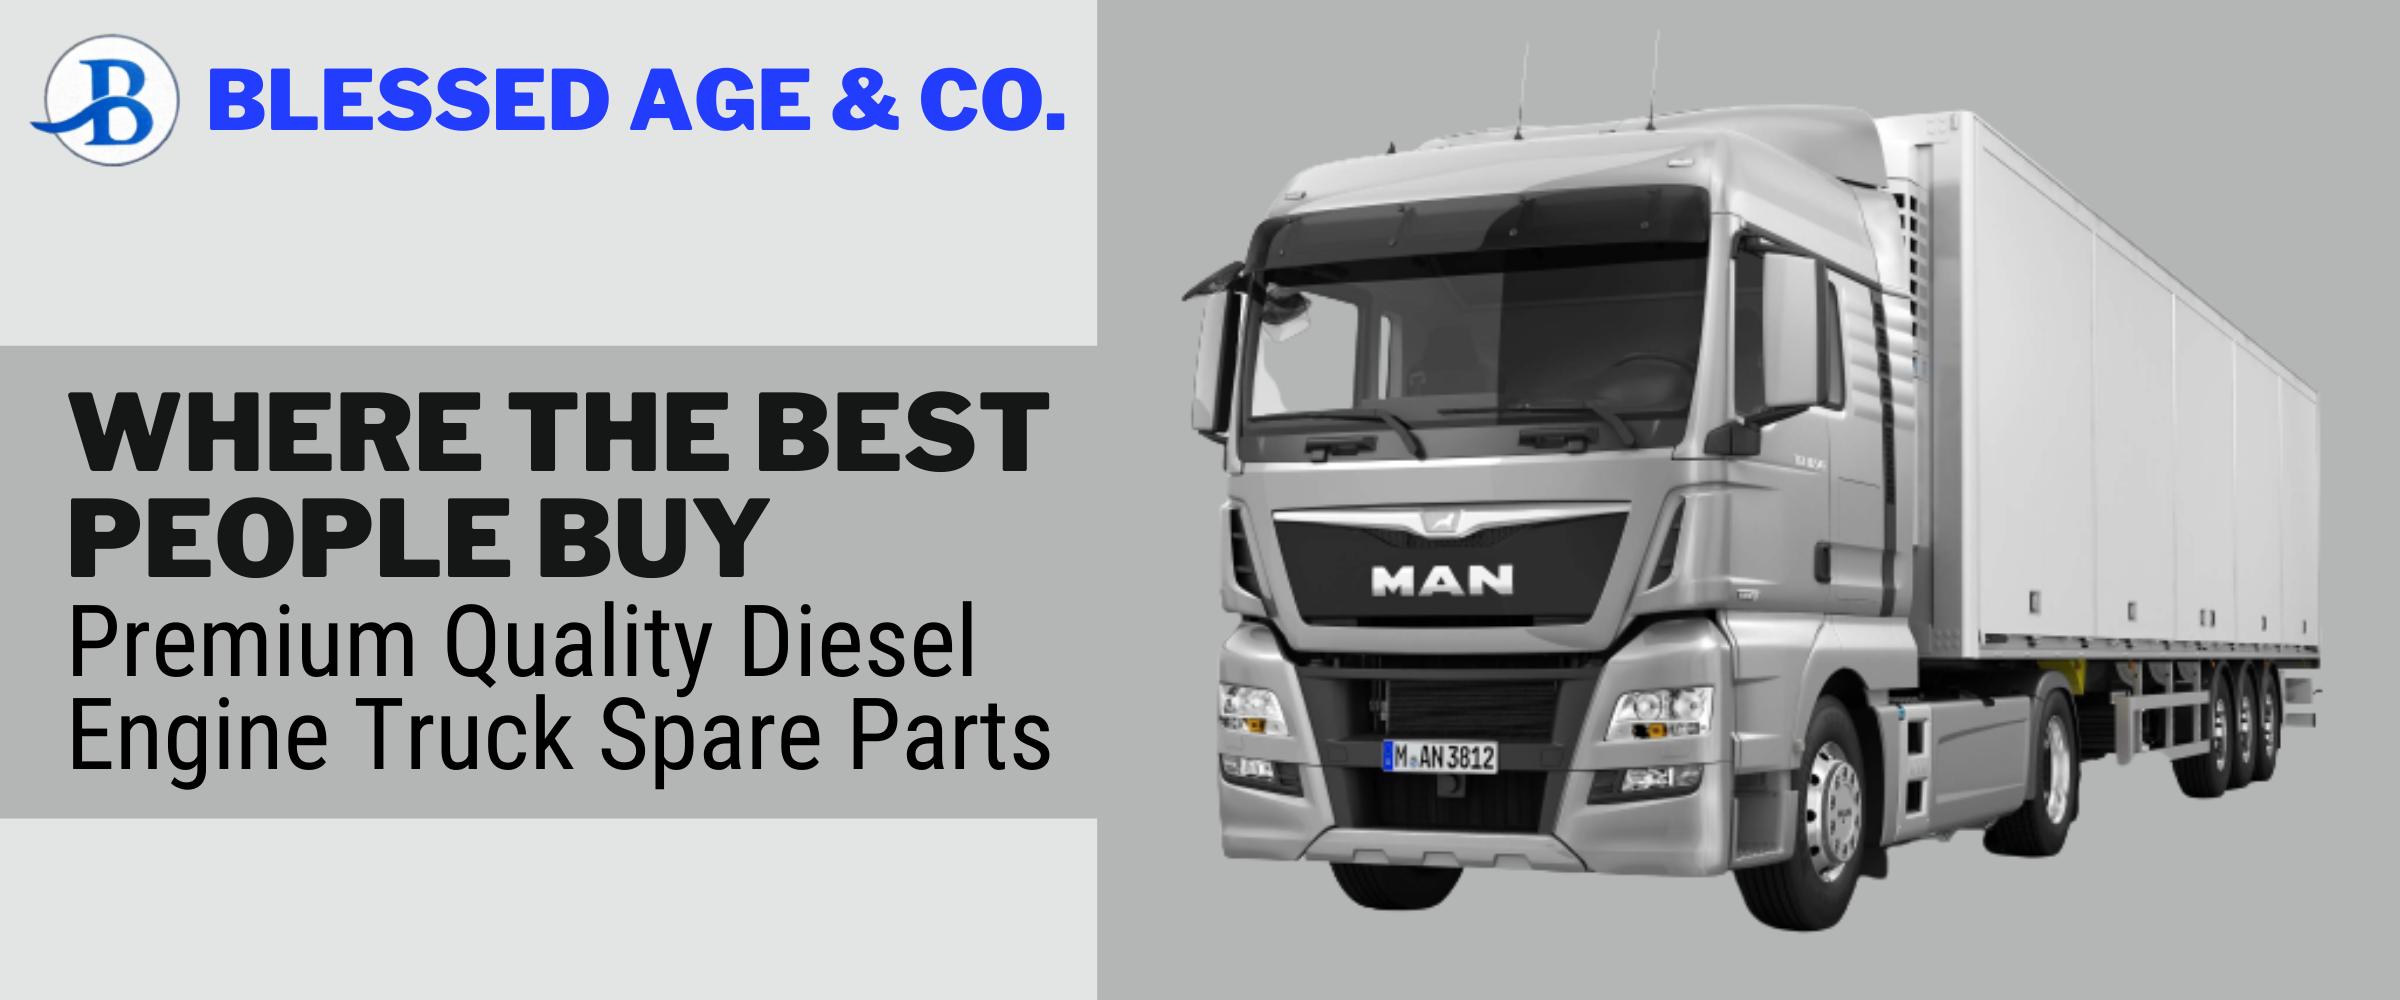 B
BLESSED AGE & CO.
WHERE THE BEST
PEOPLE BUY
Premium Quality Diesel
Engine Truck Spare Parts
MAN
M AN 3812